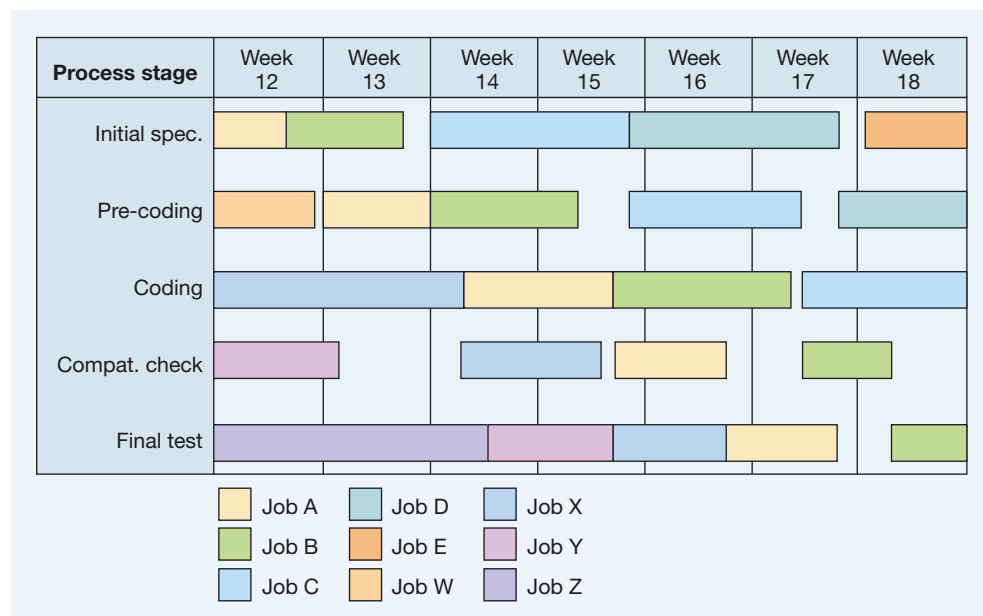 Process stage
Week 12
Week 13
Week 14
Week 15
Week 16
Week 17
Week 18
Initial spec.
Pre-coding
Coding
Compat. check
Final test
Job A
Job D
Job X
Job B
Job E
Job Y
Job C
Job W
Job Z